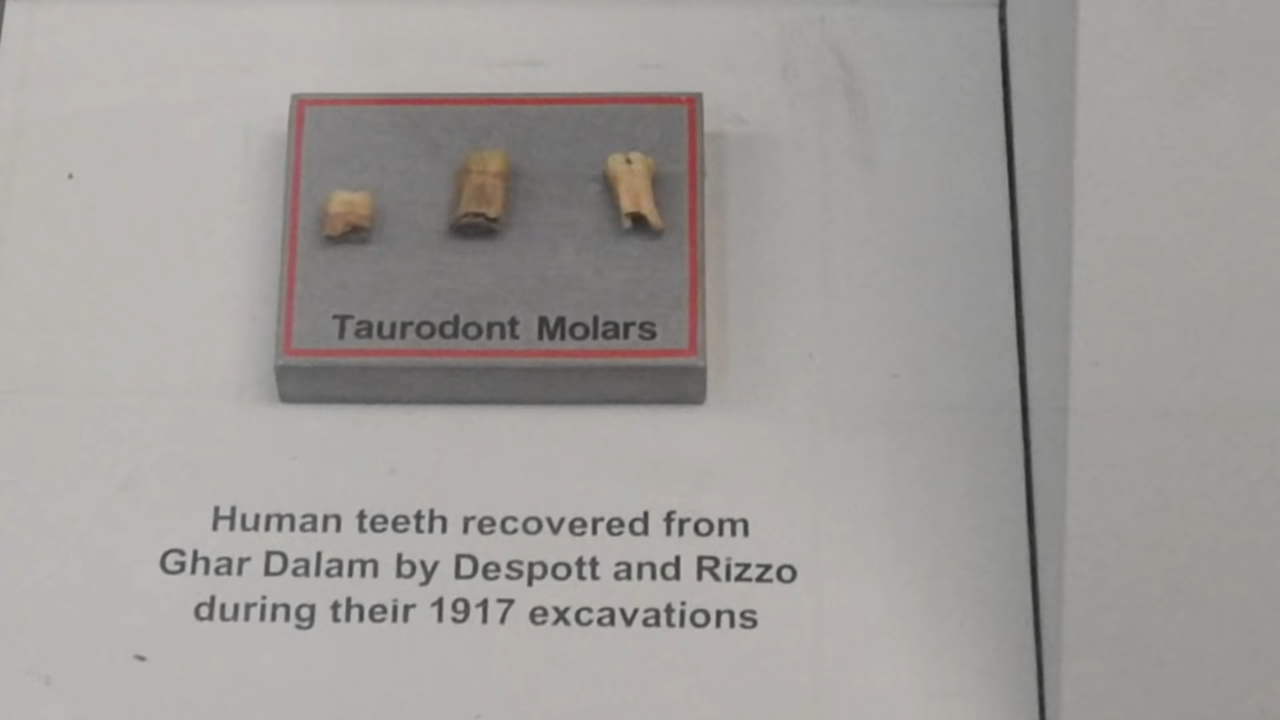 Taurodont Molars
Human teeth recovered from
Ghar Dalam by Despott and Rizzo
during their 1917 excavations